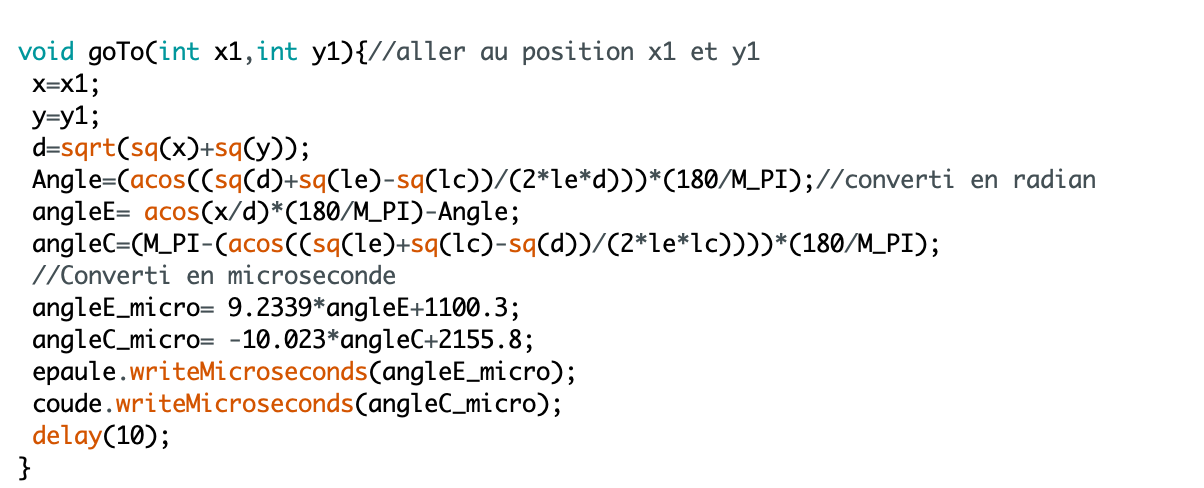 void goTo(int x1,int y1){//aller au position x1 et y1
x=x1;
y=y1;
d=sqrt(sq(x)+sq(y));
Angle=(acos((sq(d)+sq(le)-sq(lc))/(2*le*d)))*(180/M_PI);//converti en radian
angleE= acos(x/d)*(180/M_PI)-Angle;
angleC=(M_PI-(acos((sq(le)+sq(lc)-sq(d))/(2*le*lc))))*(180/M_PI);
//Converti en microseconde
angleE_micro= 9.2339*angleE+1100.3;
angleC_micro= -10.023*angleC+2155.8;
epaule.writeMicroseconds(angleE_micro);
coude.writeMicroseconds(angleC_micro);
delay(10);
}